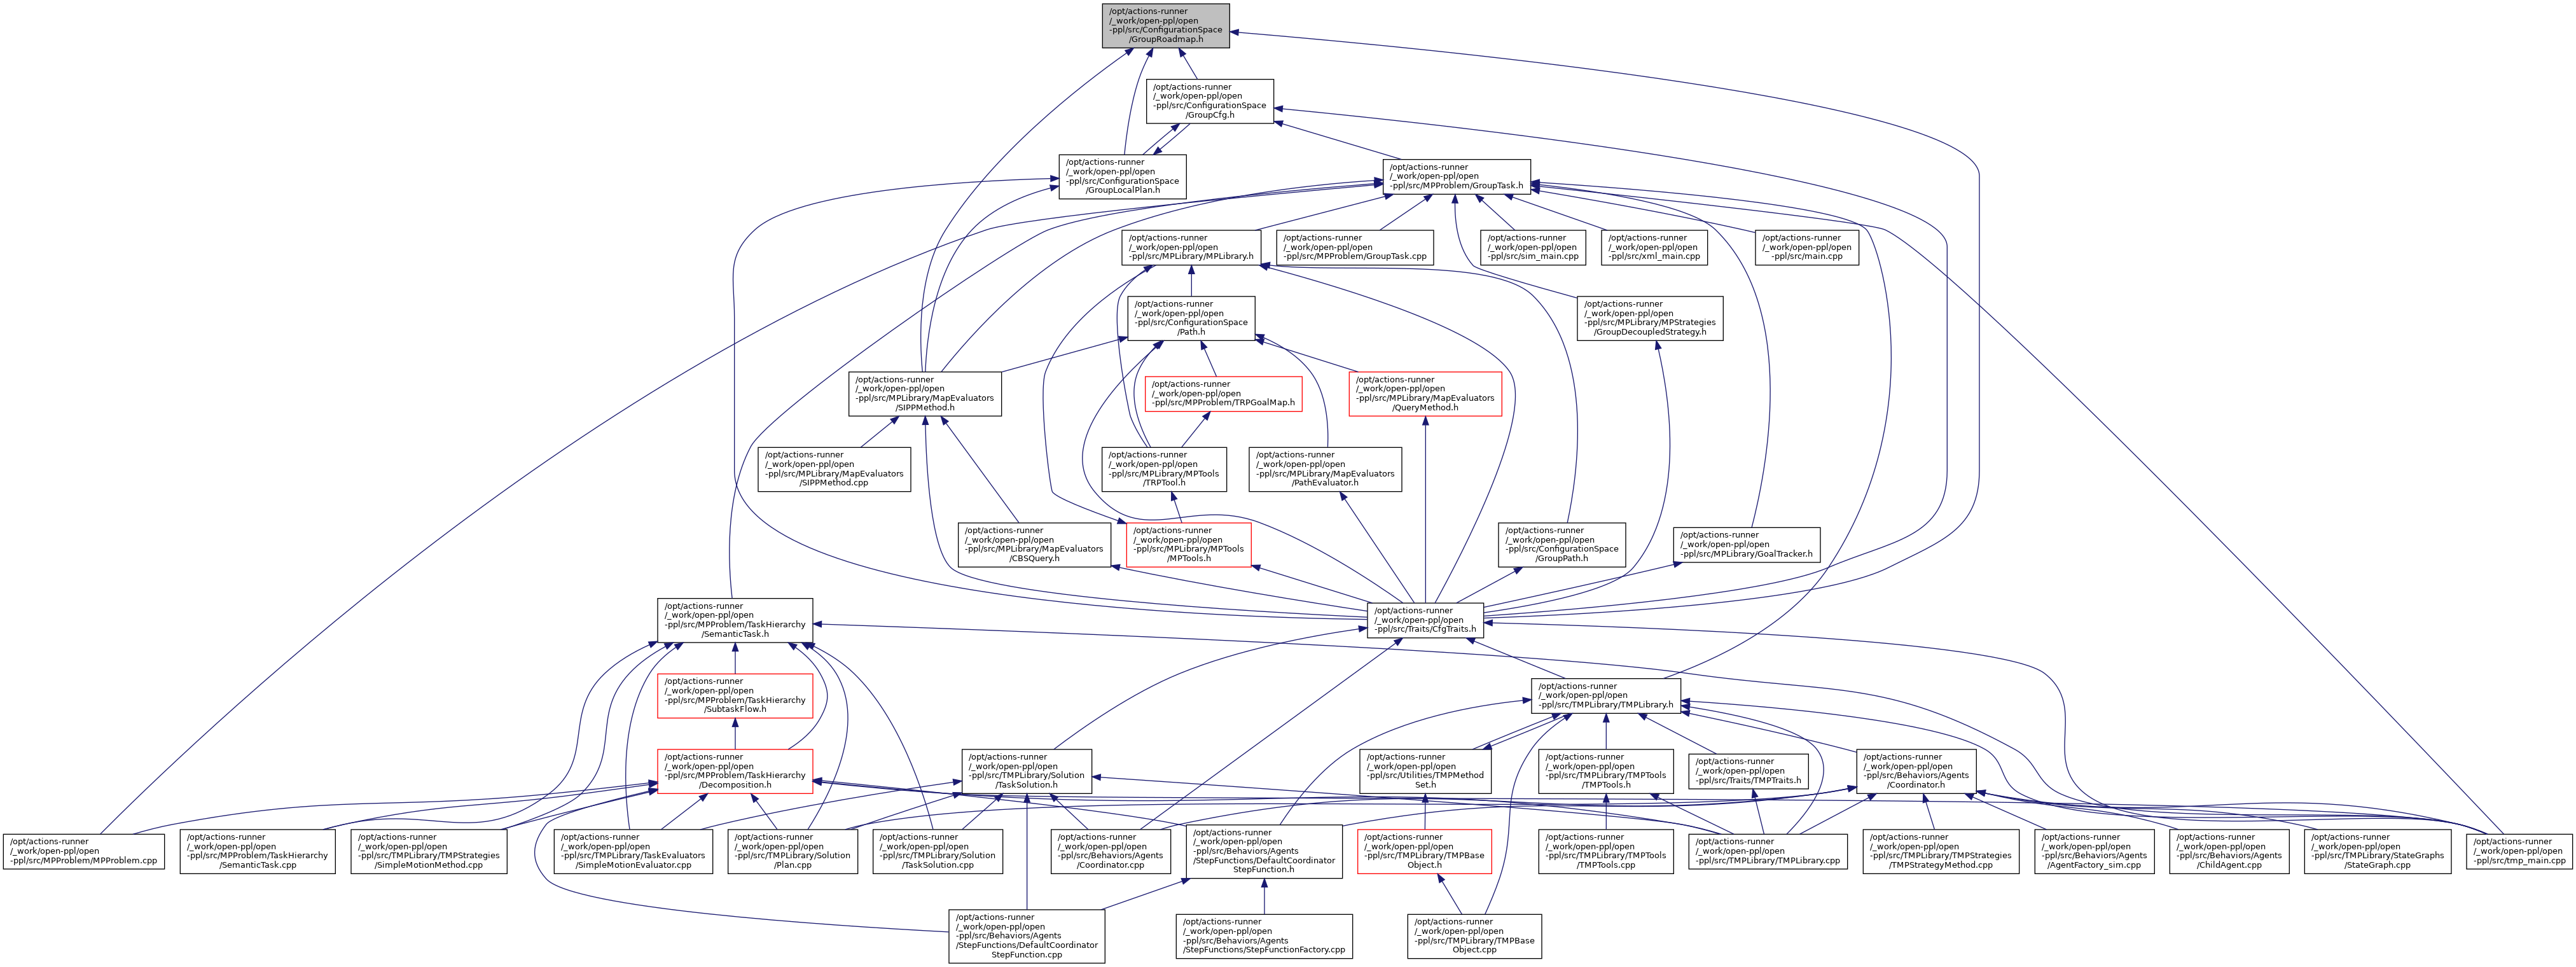 /opt/actions-runner
/_work/open-ppl/open
-ppl/src/ConfigurationSpace
/GroupRoadmap.h
/opt/actions-runner
/_work/open-ppl/open
-ppl/src/ConfigurationSpace
/GroupCfg.h
/opt/actions-runner
/_work/open-ppl/open
-ppl/src/ConfigurationSpace
/GroupLocalPlan.h
/opt/actions-runner
/_work/open-ppl/open
-ppl/src/MPProblem/GroupTask.h
/opt/actions-runner
/_work/open-ppl/open
-ppl/src/MPLibrary/MPLibrary.h
/opt/actions-runner
/_work/open-ppl/open
-ppl/src/MPProblem/GroupTask.cpp
/opt/actions-runner
/_work/open-ppl/open
-ppl/src/sim_main.cpp
/opt/actions-runner
/_work/open-ppl/open
-ppl/src/xml_main.cpp
/opt/actions-runner
/_work/open-ppl/open
-ppl/src/main.cpp
/opt/actions-runner
/_work/open-ppl/open
-ppl/src/ConfigurationSpace
/Path.h
/opt/actions-runner
/_work/open-ppl/open
-ppl/src/MPLibrary/MPStrategies
/GroupDecoupledStrategy.h
/opt/actions-runner
/_work/open-ppl/open
-ppl/src/MPLibrary/MapEvaluators
/SIPPMethod.h
/opt/actions-runner
/_work/open-ppl/open
-ppl/src/MPProblem/TRPGoalMap.h
/opt/actions-runner
/_work/open-ppl/open
-ppl/src/MPLibrary/MapEvaluators
/QueryMethod.h
/opt/actions-runner
/_work/open-ppl/open
-ppl/src/MPLibrary/MapEvaluators
/SIPPMethod.cpp
/opt/actions-runner
/_work/open-ppl/open
-ppl/src/MPLibrary/MPTools
/TRPTool.h
/opt/actions-runner
/_work/open-ppl/open
-ppl/src/MPLibrary/MapEvaluators
/PathEvaluator.h
/opt/actions-runner
/_work/open-ppl/open
-ppl/src/MPLibrary/MapEvaluators
/CBSQuery.h
/opt/actions-runner
/_work/open-ppl/open
-ppl/src/MPLibrary/MPTools
/MPTools.h
/opt/actions-runner
/_work/open-ppl/open
-ppl/src/ConfigurationSpace
/GroupPath.h
/opt/actions-runner
/_work/open-ppl/open
-ppl/src/MPLibrary/GoalTracker.h
/opt/actions-runner
/_work/open-ppl/open
-ppl/src/MPProblem/TaskHierarchy
/SemanticTask.h
/opt/actions-runner
/_work/open-ppl/open
-ppl/src/Traits/CfgTraits.h
/opt/actions-runner
/_work/open-ppl/open
-ppl/src/MPProblem/TaskHierarchy
/SubtaskFlow.h
/opt/actions-runner
/_work/open-ppl/open
-ppl/src/TMPLibrary/TMPLibrary.h
/opt/actions-runner
/_work/open-ppl/open
-ppl/src/MPProblem/TaskHierarchy
/Decomposition.h
/opt/actions-runner
/_work/open-ppl/open
-ppl/src/TMPLibrary/Solution
/TaskSolution.h
/opt/actions-runner
/_work/open-ppl/open
-ppl/src/Utilities/TMPMethod
Set.h
/opt/actions-runner
/_work/open-ppl/open
-ppl/src/TMPLibrary/TMPTools
/TMPTools.h
/opt/actions-runner
/_work/open-ppl/open
-ppl/src/Traits/TMPTraits.h
/opt/actions-runner
/_work/open-ppl/open
-ppl/src/Behaviors/Agents
/Coordinator.h
/opt/actions-runner
/_work/open-ppl/open
-ppl/src/MPProblem/MPProblem.cpp
/opt/actions-runner
/_work/open-ppl/open
-ppl/src/MPProblem/TaskHierarchy
/SemanticTask.cpp
/opt/actions-runner
/_work/open-ppl/open
-ppl/src/TMPLibrary/TMPStrategies
/SimpleMotionMethod.cpp
/opt/actions-runner
/_work/open-ppl/open
-ppl/src/TMPLibrary/TaskEvaluators
/SimpleMotionEvaluator.cpp
/opt/actions-runner
/_work/open-ppl/open
-ppl/src/TMPLibrary/Solution
/Plan.cpp
/opt/actions-runner
/_work/open-ppl/open
-ppl/src/TMPLibrary/Solution
/TaskSolution.cpp
/opt/actions-runner
/_work/open-ppl/open
-ppl/src/Behaviors/Agents
/Coordinator.cpp
/opt/actions-runner
/_work/open-ppl/open
-ppl/src/Behaviors/Agents
/StepFunctions/DefaultCoordinator
StepFunction.h
/opt/actions-runner
/_work/open-ppl/open
-ppl/src/TMPLibrary/TMPBase
Object.h
/opt/actions-runner
/_work/open-ppl/open
-ppl/src/TMPLibrary/TMPTools
/TMPTools.cpp
/opt/actions-runner
/_work/open-ppl/open
-ppl/src/TMPLibrary/TMPLibrary.cpp
/opt/actions-runner
/_work/open-ppl/open
-ppl/src/TMPLibrary/TMPStrategies
/TMPStrategyMethod.cpp
/opt/actions-runner
/_work/open-ppl/open
-ppl/src/Behaviors/Agents
/AgentFactory_sim.cpp
/opt/actions-runner
/_work/open-ppl/open
-ppl/src/Behaviors/Agents
/ChildAgent.cpp
/opt/actions-runner
/_work/open-ppl/open
-ppl/src/TMPLibrary/StateGraphs
/StateGraph.cpp
/opt/actions-runner
/_work/open-ppl/open
-ppl/src/tmp_main.cpp
/opt/actions-runner
/_work/open-ppl/open
-ppl/src/Behaviors/Agents
/StepFunctions/DefaultCoordinator
StepFunction.cpp
/opt/actions-runner
/_work/open-ppl/open
-ppl/src/Behaviors/Agents
/StepFunctions/StepFunctionFactory.cpp
/opt/actions-runner
/_work/open-ppl/open
-ppl/src/TMPLibrary/TMPBase
Object.cpp